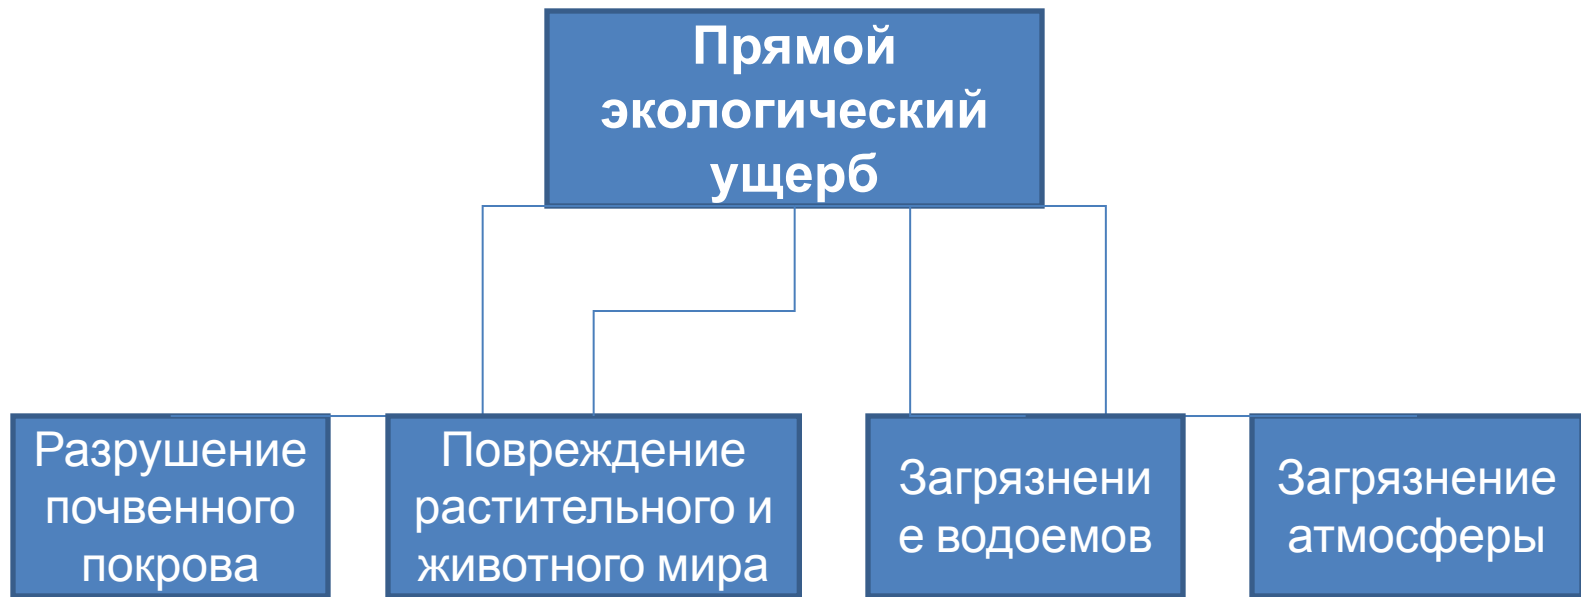 Прямой
экологический
ущерб
Разрушение
почвенного
покрова
Повреждение
растительного и
животного мира
Загрязнени
е водоемов
Загрязнение
атмосферы